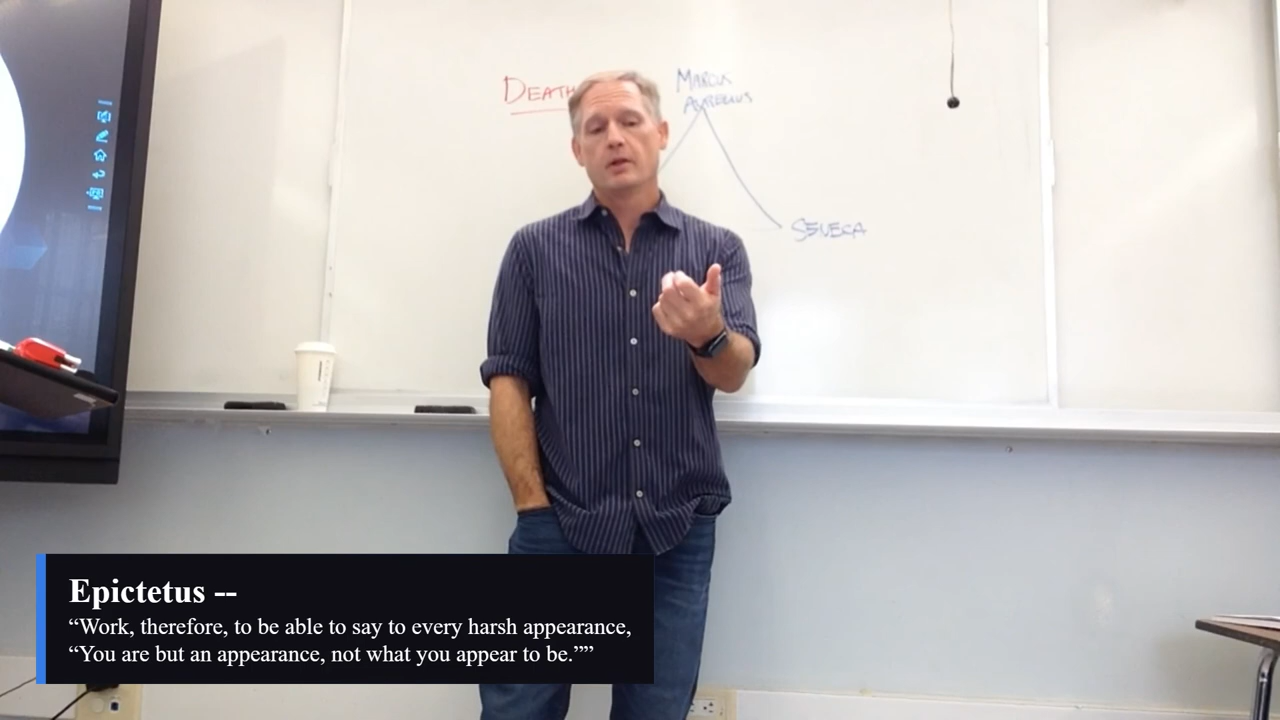 DEATH
MARCUS
AURELIUS
SENECA
Epictetus --
“Work, therefore, to be able to say to every harsh appearance,
“You are but an appearance, not what you appear to be.””